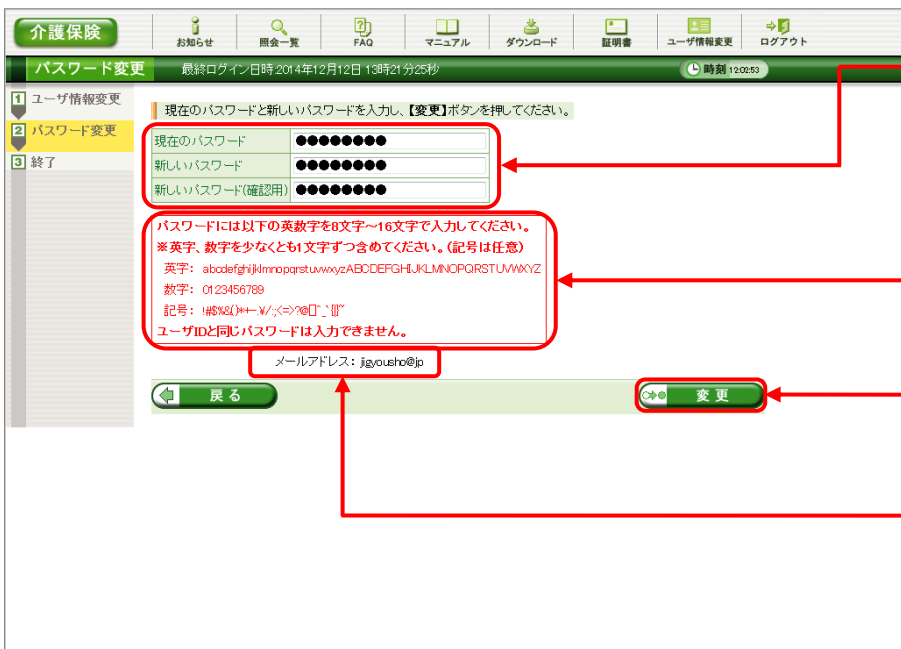 介護保険
お知らせ
照会一覧
FAQ
マニュアル
ダウンロード
証明書
ユーザ情報変更
ログアウト
パスワード変更
最終ログイン日時:2014年12月12日 13時21分25秒
時刻 12:02:53
1 ユーザ情報変更
2 パスワード変更
3 終了
現在のパスワードと新しいパスワードを入力し、【変更】ボタンを押してください。
現在のパスワード ●●●●●●●●
新しいパスワード ●●●●●●●●
新しいパスワード(確認用) ●●●●●●●●
パスワードには以下の英数字を8文字～16文字で入力してください。
※英字、数字を少なくとも1文字ずつ含めてください。(記号は任意)
英字: abcdefghijklmnopqrstuvwxyzABCDEFGHIJKLMNOPQRSTUVWXYZ
数字: 0123456789
記号:
ユーザIDと同じパスワードは入力できません。
メールアドレス: jigyousho@jp
戻る
変更